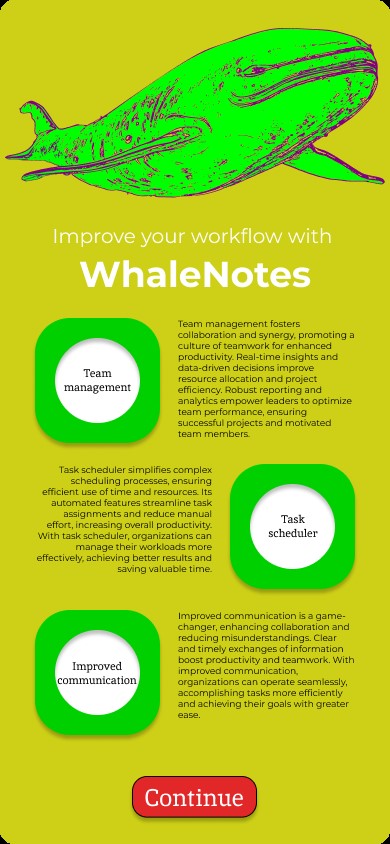 Improve your workflow with
WhaleNotes
Team
management
Team management fosters
collaboration and synergy, promoting a
culture of teamwork for enhanced
productivity. Real-time insights and
data-driven decisions improve
resource allocation and project
efficiency. Robust reporting and
analytics empower leaders to optimize
team performance, ensuring
successful projects and motivated
team members.
Task scheduler simplifies complex
scheduling processes, ensuring
efficient use of time and resources. Its
automated features streamline task
assignments and reduce manual
effort, increasing overall productivity.
With task scheduler, organizations can
manage their workloads more
effectively, achieving better results and
saving valuable time.
Task
scheduler
Improved
communication
Improved communication is a game-
changer, enhancing collaboration and
reducing misunderstandings. Clear
and timely exchanges of information
boost productivity and teamwork. With
improved communication,
organizations can operate seamlessly,
accomplishing tasks more efficiently
and achieving their goals with greater
ease.
Continue